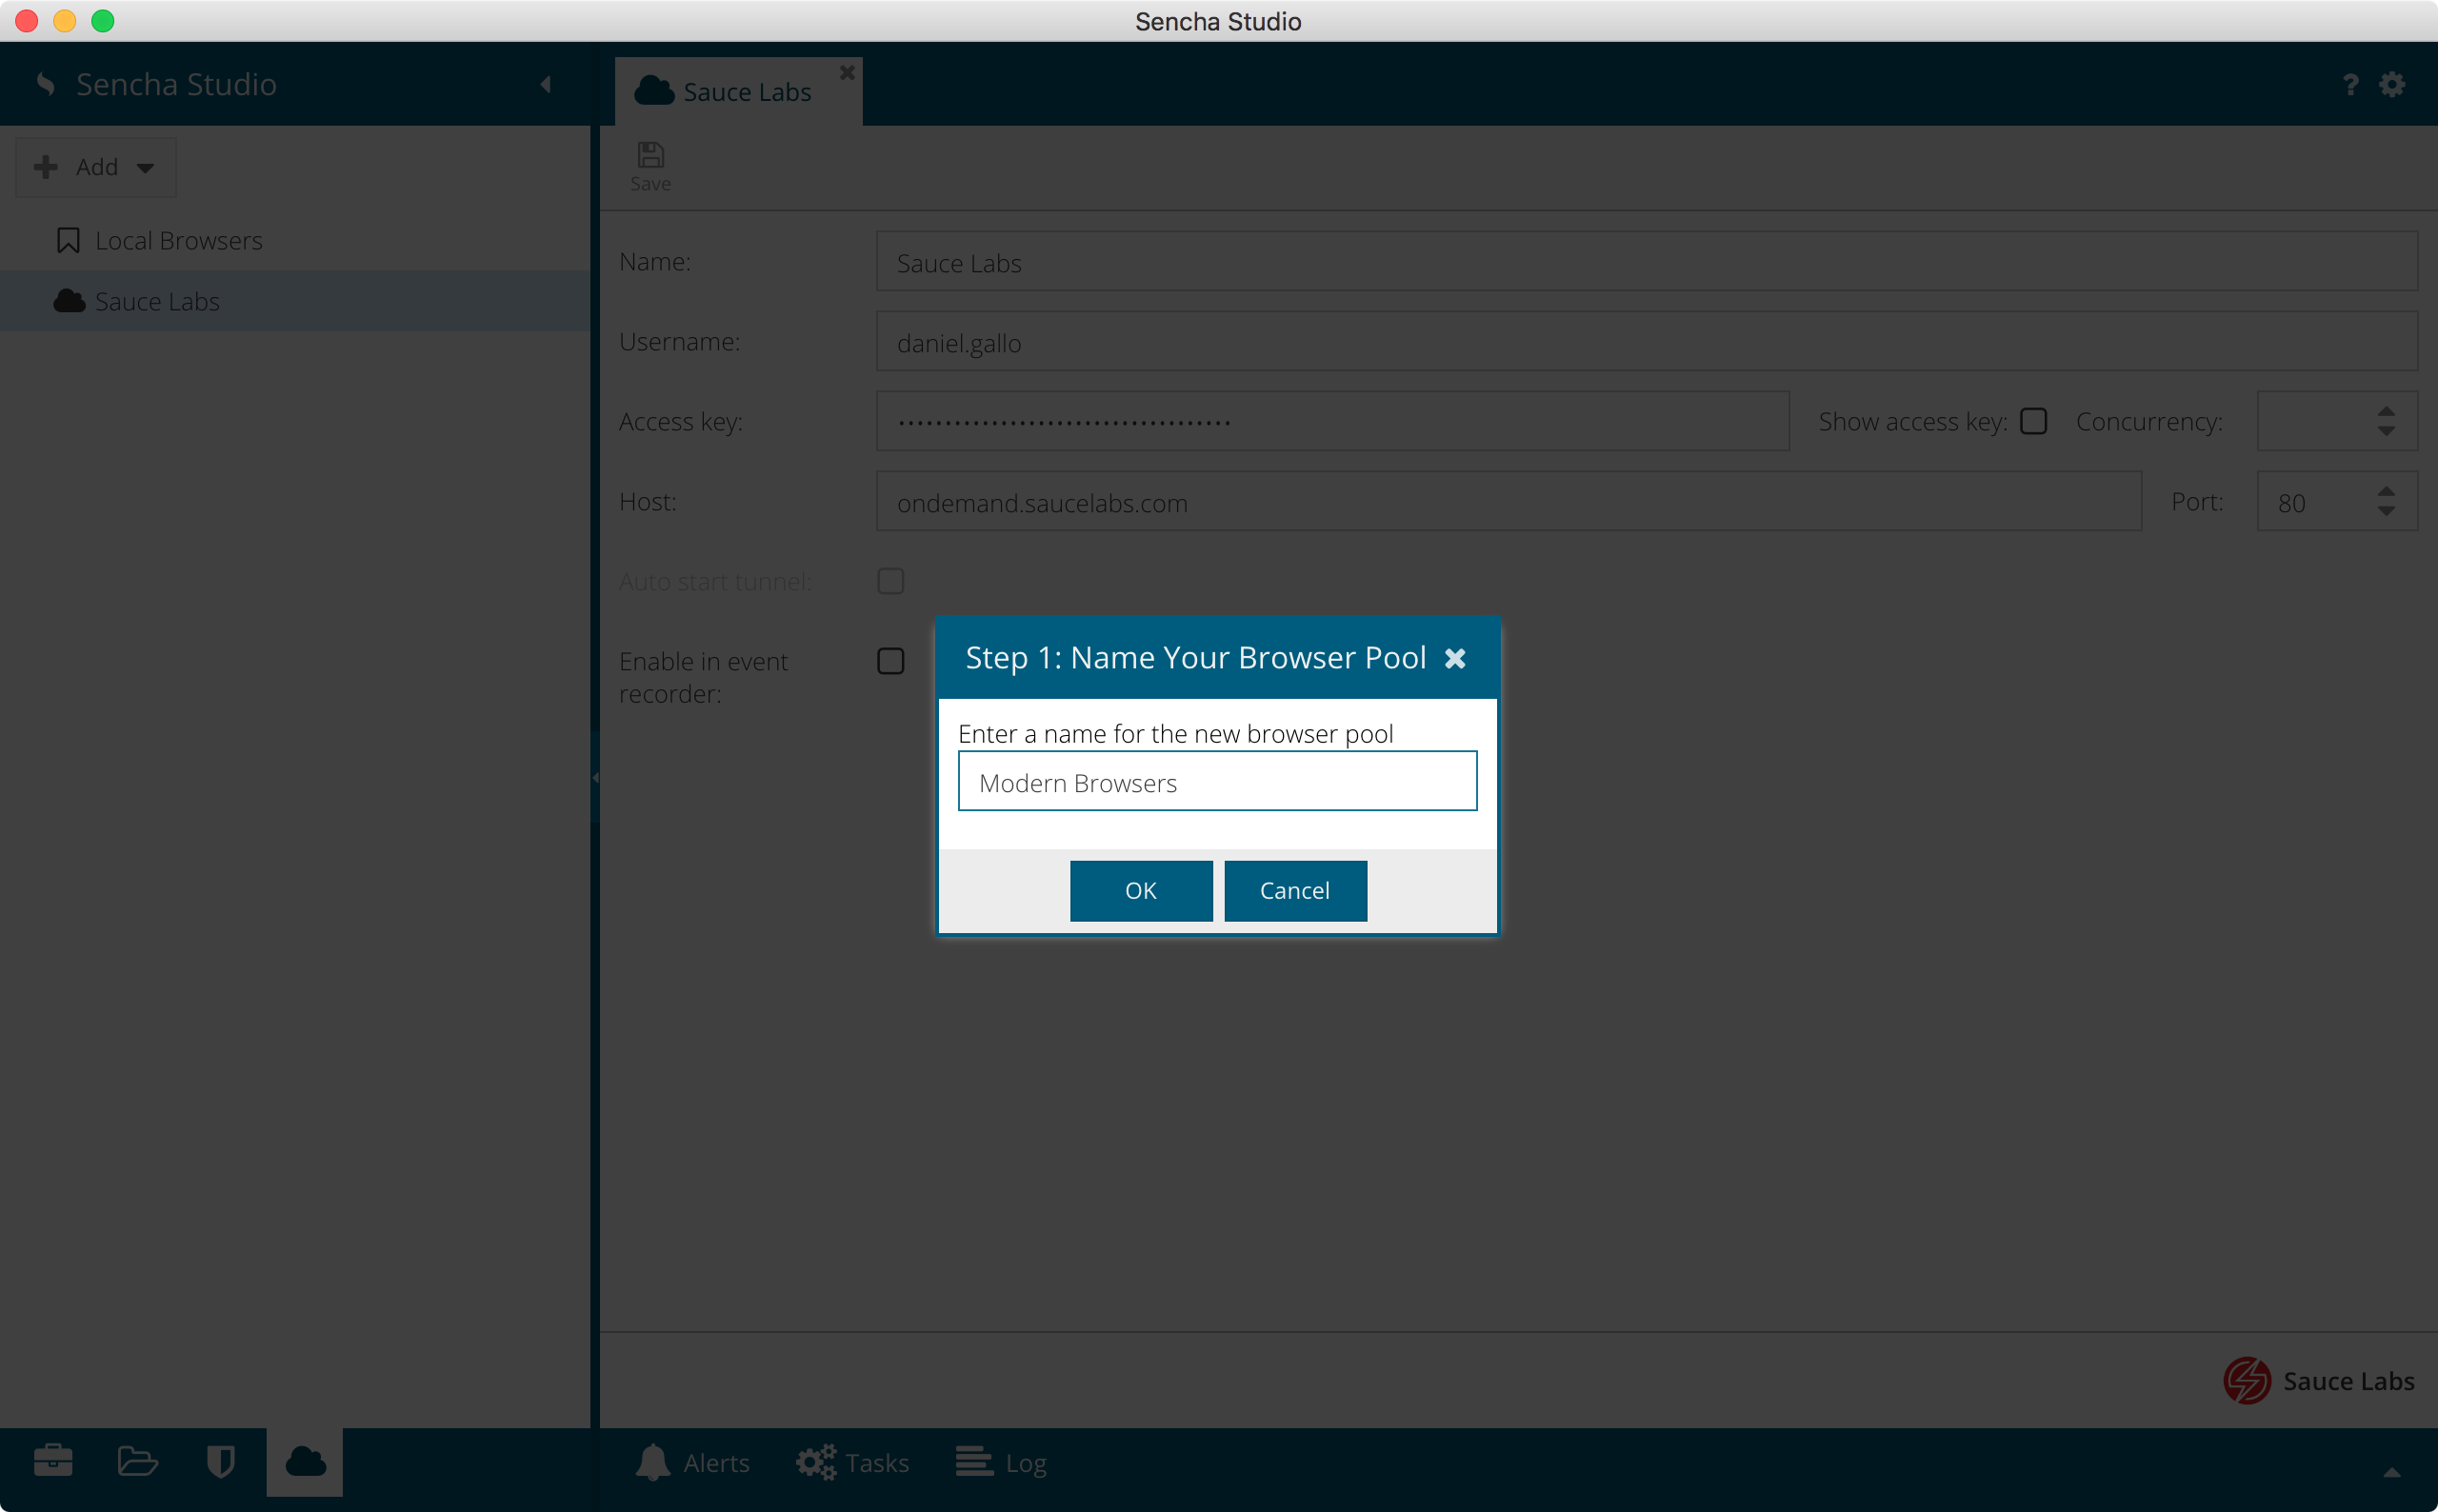 Sencha Studio
Sencha Studio
Sauce Labs
Add
Save
Local Browsers
Sauce Labs
Name:
Sauce Labs
Username:
daniel.gallo
Access key:
Show access key:
Concurrency:
Host:
ondemand.saucelabs.com
Port:
80
Auto start tunnel:
Enable in event
recorder:
Step 1: Name Your Browser Pool
Enter a name for the new browser pool
Modern Browsers
OK
Cancel
Sauce Labs
Alerts
Tasks
Log